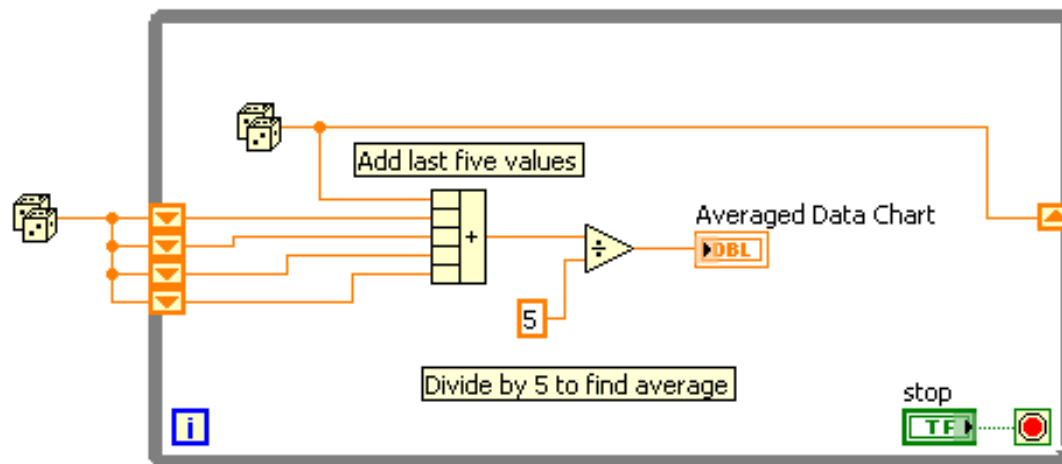 Add last five values
+
Averaged Data Chart
÷
DBL
5
Divide by 5 to find average
stop
i
TF